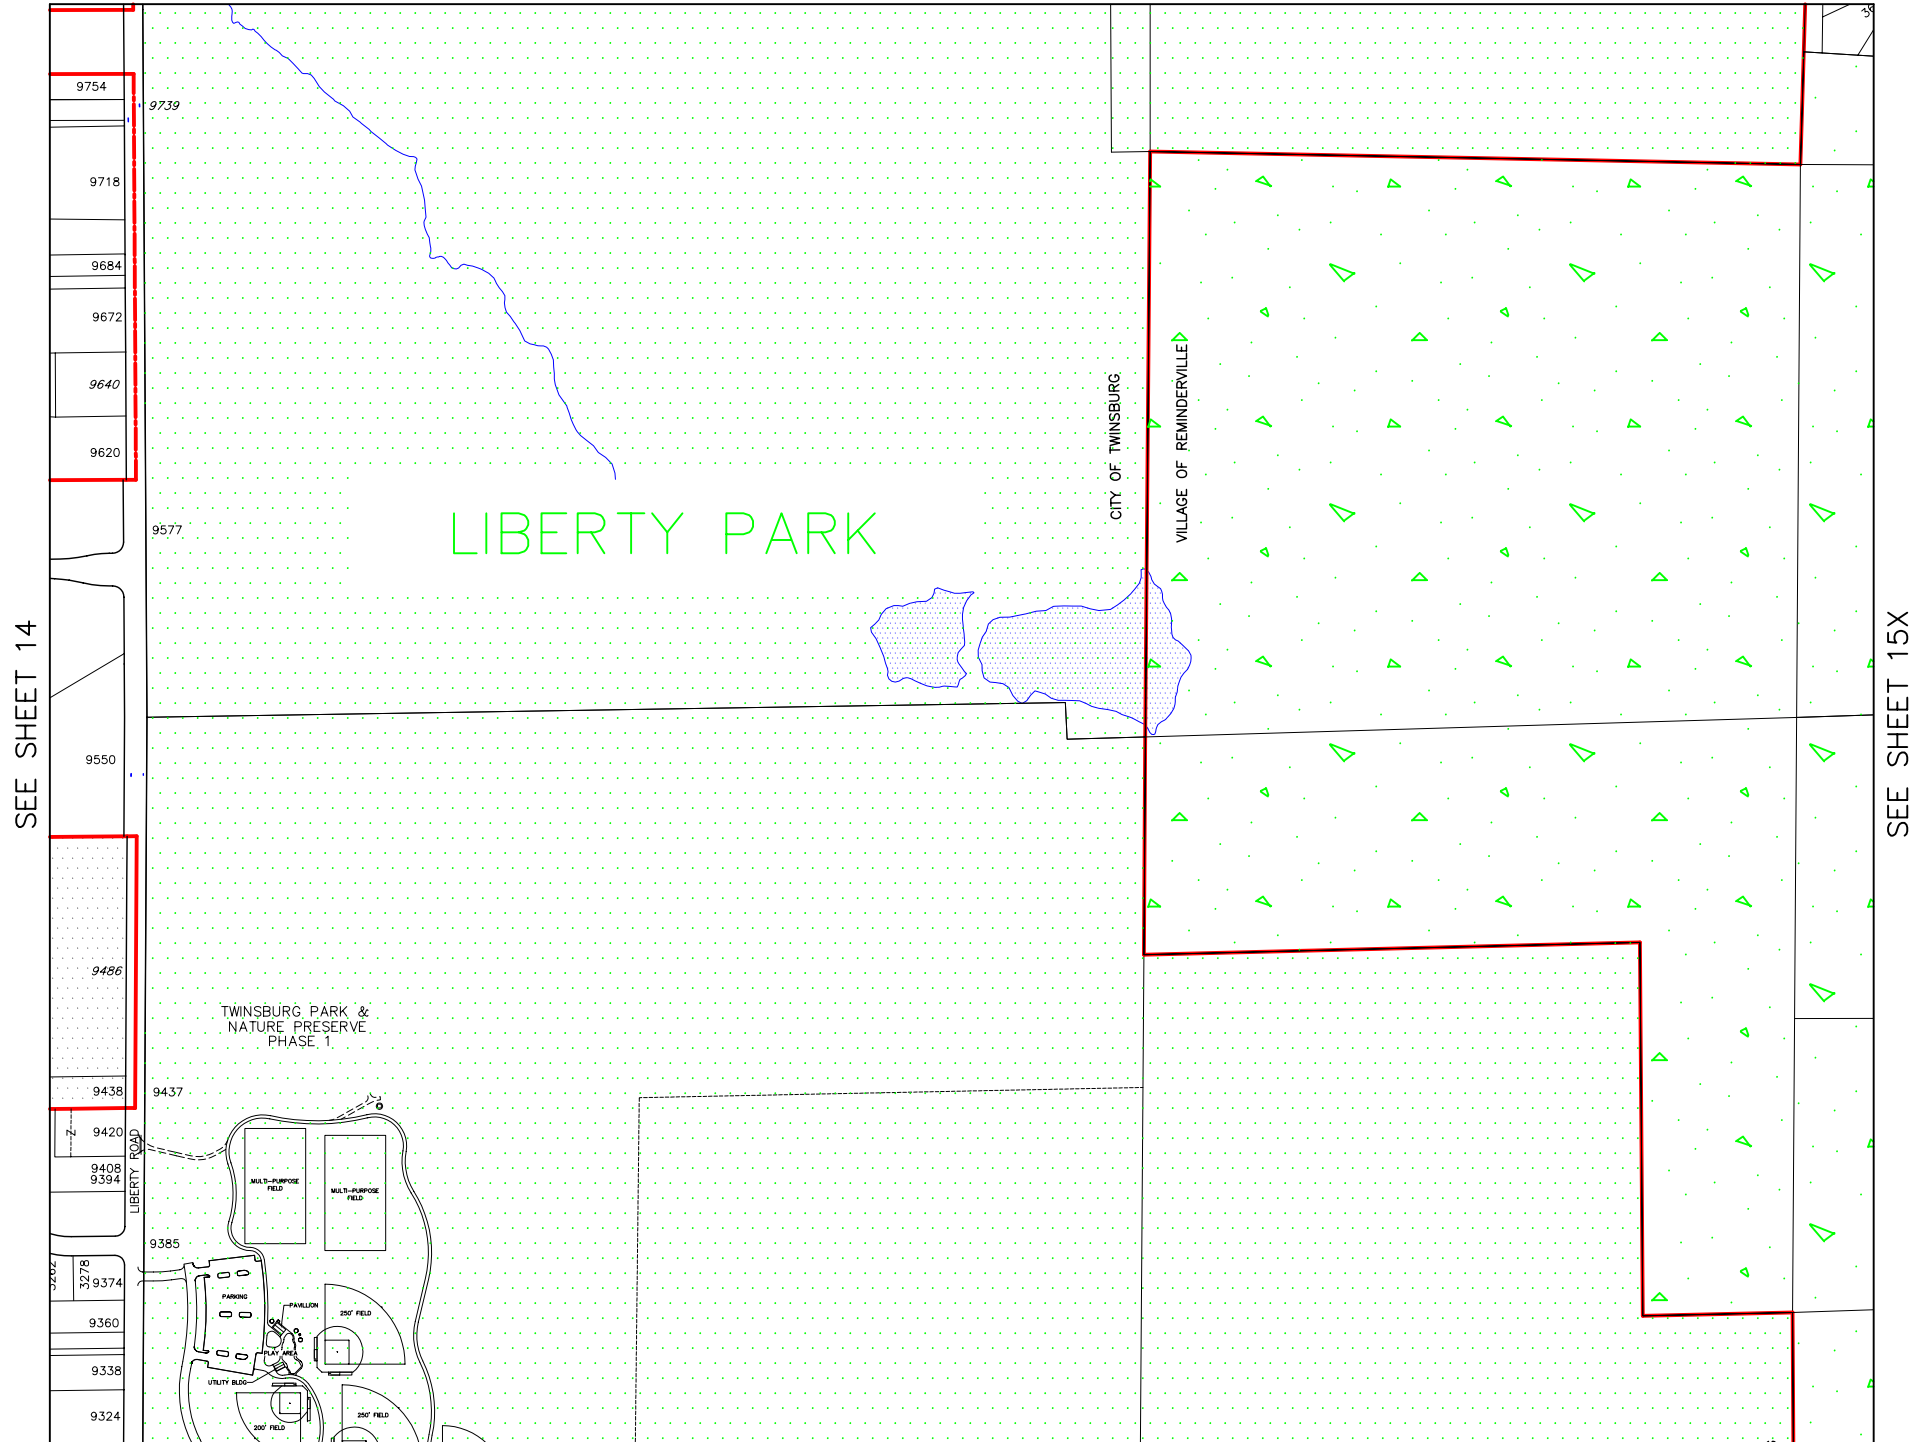 9754
9739
9718
9684
9672
9640
9620
9577
LIBERTY PARK
CITY OF TWINSBURG
VILLAGE OF REMINDERVILLE
SEE SHEET 14
SEE SHEET 15X
9550
9486
TWINSBURG PARK &
NATURE PRESERVE
PHASE 1
9438
9437
9420
Z
9408
9394
LIBERTY ROAD
MULTI-PURPOSE
FIELD
MULTI-PURPOSE
FIELD
9385
3278
9374
PARKING
PAVILLION
250' FIELD
9360
PLAY AREA
9338
UTILITY BLDG
9324
200' FIELD
250' FIELD